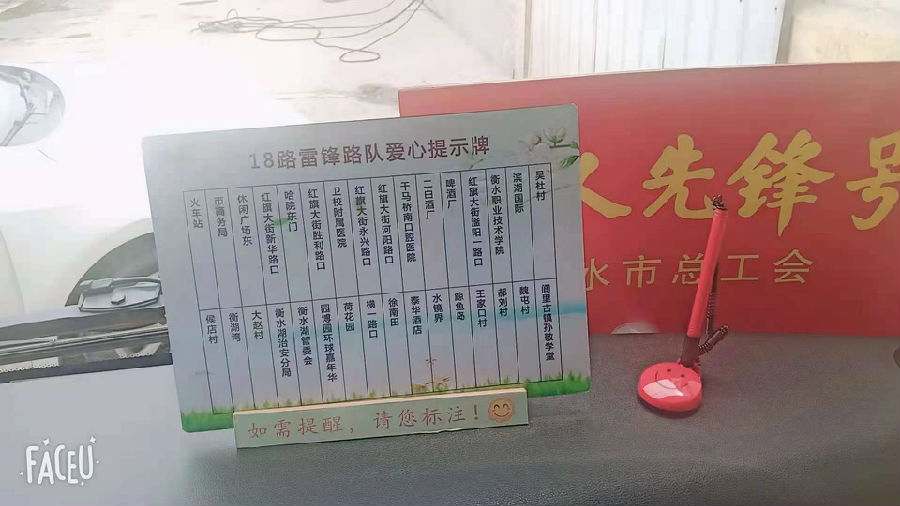 18路雷锋路队爱心提示牌
火车站
市商务局
休闲广场东
红旗大街新华路口
哈院东门
红旗大街胜利路口
卫校附属医院
红旗大街永兴路口
红旗大街河阳路口
干马桥南口腔医院
二日酒厂
啤酒厂
红旗大街滏阳一路口
衡水职业技术学院
滨湖国际
吴杜村
侯店村
衡湖湾
大赵村
衡水湖治安分局
衡水湖管委会
园博园环球嘉年华
荷花园
横一路口
徐南庄
泰华酒店
水镜界
鲸鱼岛
王家口村
郝刘村
魏屯村
闾里古镇孙敬学堂
如需提醒,请您标注!
人先锋号
水市总工会
FACEU